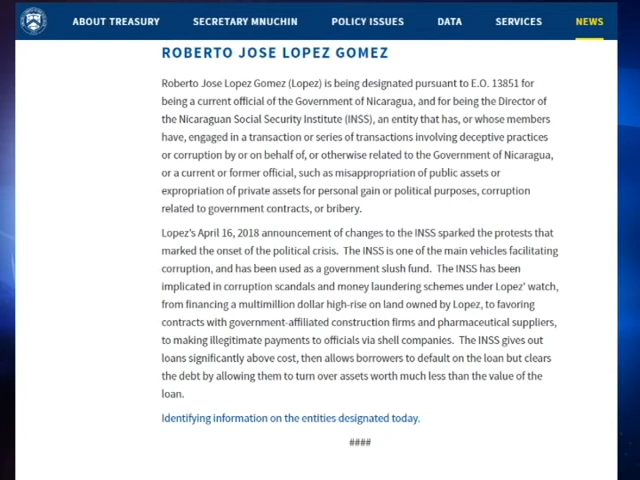 ABOUT TREASURY SECRETARY MNUCHIN POLICY ISSUES DATA SERVICES NEWS
ROBERTO JOSE LOPEZ GOMEZ
Roberto Jose Lopez Gomez (Lopez) is being designated pursuant to E.O. 13851 for
being a current official of the Government of Nicaragua, and for being the Director of
the Nicaraguan Social Security Institute (INSS), an entity that has, or whose members
have, engaged in a transaction or series of transactions involving deceptive practices
or corruption by or on behalf of, or otherwise related to the Government of Nicaragua,
or a current or former official, such as misappropriation of public assets or
expropriation of private assets for personal gain or political purposes, corruption
related to government contracts, or bribery.
Lopez's April 16, 2018 announcement of changes to the INSS sparked the protests that
marked the onset of the political crisis. The INSS is one of the main vehicles facilitating
corruption, and has been used as a government slush fund. The INSS has been
implicated in corruption scandals and money laundering schemes under Lopez' watch,
from financing a multimillion dollar high-rise on land owned by Lopez, to favoring
contracts with government-affiliated construction firms and pharmaceutical suppliers,
to making illegitimate payments to officials via shell companies. The INSS gives out
loans significantly above cost, then allows borrowers to default on the loan but clears
the debt by allowing them to turn over assets worth much less than the value of the
loan.
Identifying information on the entities designated today.
####